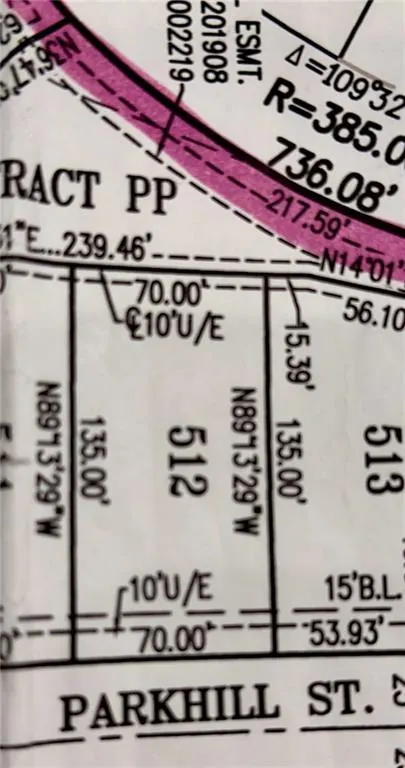 L ESMT.
201908
002219
Δ=109°32
R=385.0
736.08'
217.59'
RACT PP
1"E...239.46'
N14°01'
70.00'
℄10'U/E
56.10
15.39'
N89°13'29"W
135.00'
512
N89°13'29"W
135.00'
513
10'U/E
15'B.L.
70.00'
53.93'
PARKHILL ST.